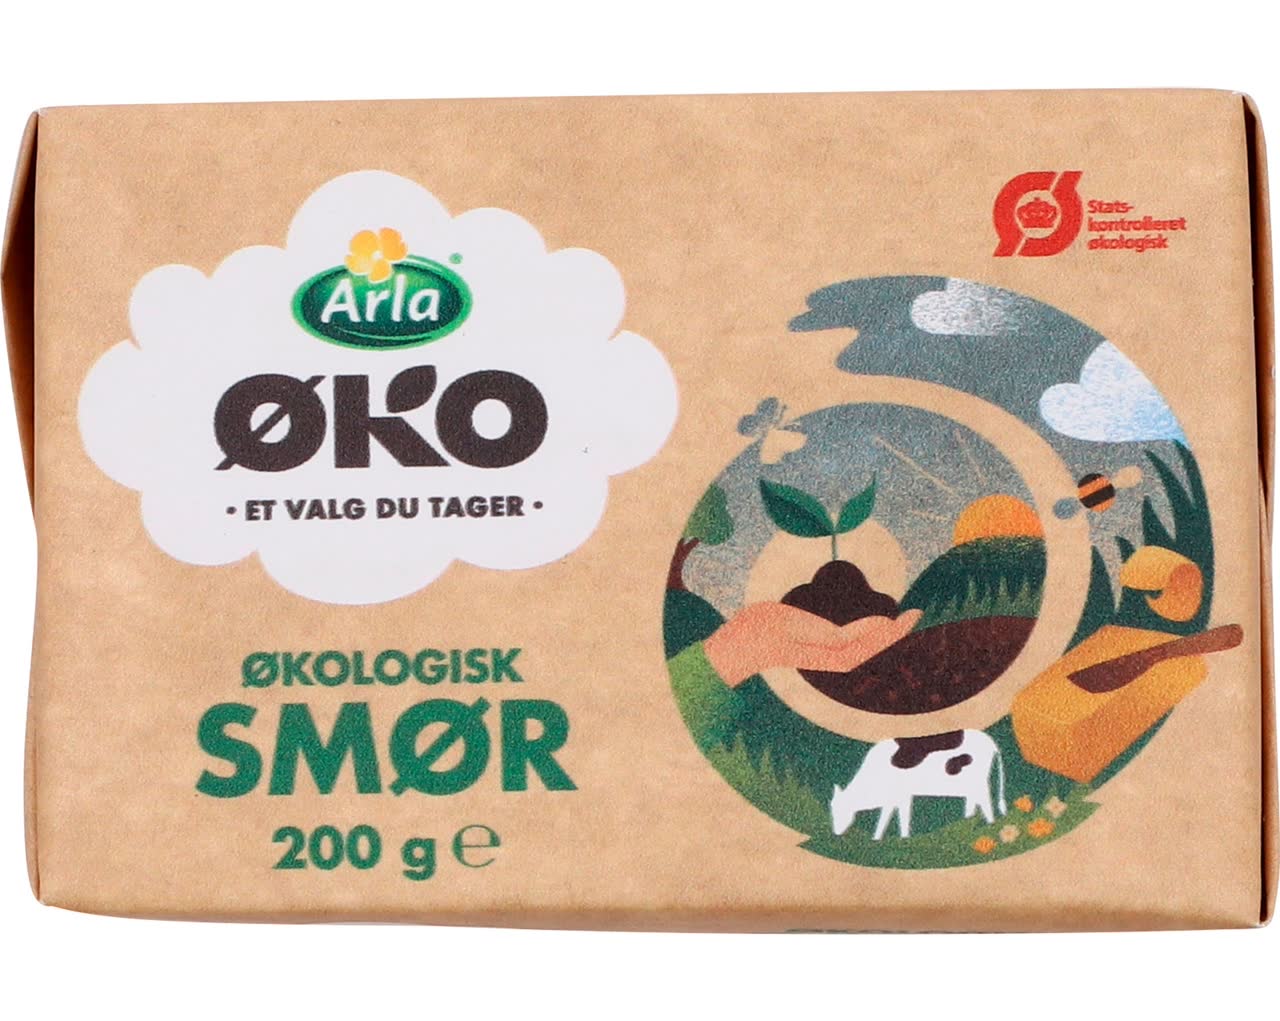 Arla®
ØKO
· ET VALG DU TAGER ·
ØKOLOGISK
SMØR
200 g ℮
Stats-
kontrolleret
økologisk